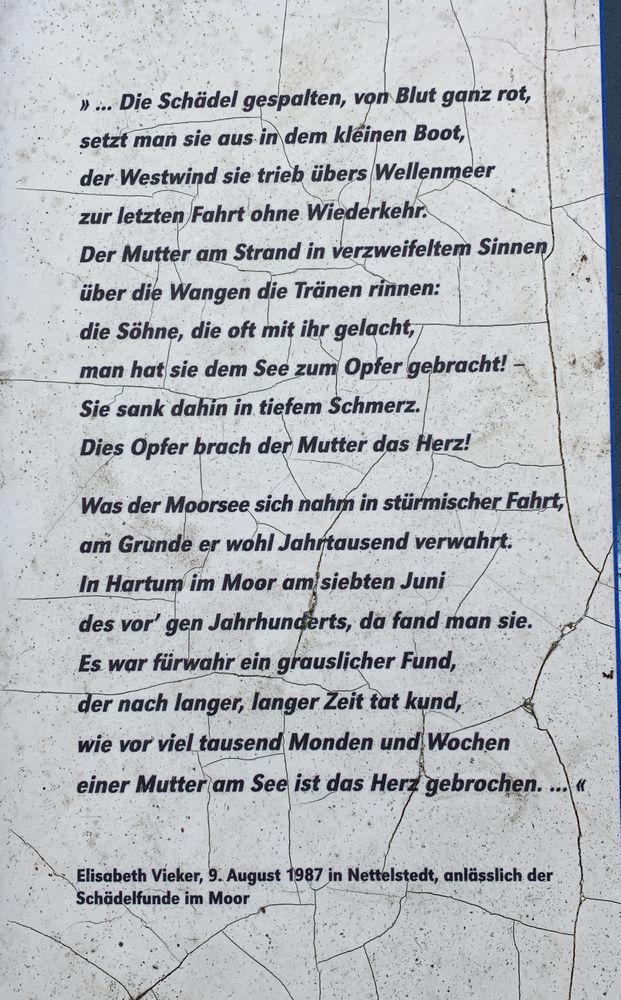 » ... Die Schädel gespalten, von Blut ganz rot,
setzt man sie aus in dem kleinen Boot,
der Westwind sie trieb übers Wellenmeer
zur letzten Fahrt ohne Wiederkehr.
Der Mutter am Strand in verzweifeltem Sinnen
über die Wangen die Tränen rinnen:
die Söhne, die oft mit ihr gelacht,
man hat sie dem See zum Opfer gebracht! –
Sie sank dahin in tiefem Schmerz.
Dies Opfer brach der Mutter das Herz!
Was der Moorsee sich nahm in stürmischer Fahrt,
am Grunde er wohl Jahrtausend verwahrt.
In Hartum im Moor am siebten Juni
des vor’ gen Jahrhunderts, da fand man sie.
Es war fürwahr ein grauslicher Fund,
der nach langer, langer Zeit tat kund,
wie vor viel tausend Monden und Wochen
einer Mutter am See ist das Herz gebrochen. ... «
Elisabeth Vieker, 9. August 1987 in Nettelstedt, anlässlich der
Schädelfunde im Moor